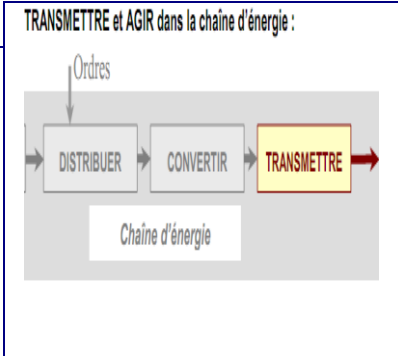 TRANSMETTRE et AGIR dans la chaîne d'énergie :
Ordres
DISTRIBUER
CONVERTIR
TRANSMETTRE
Chaîne d'énergie